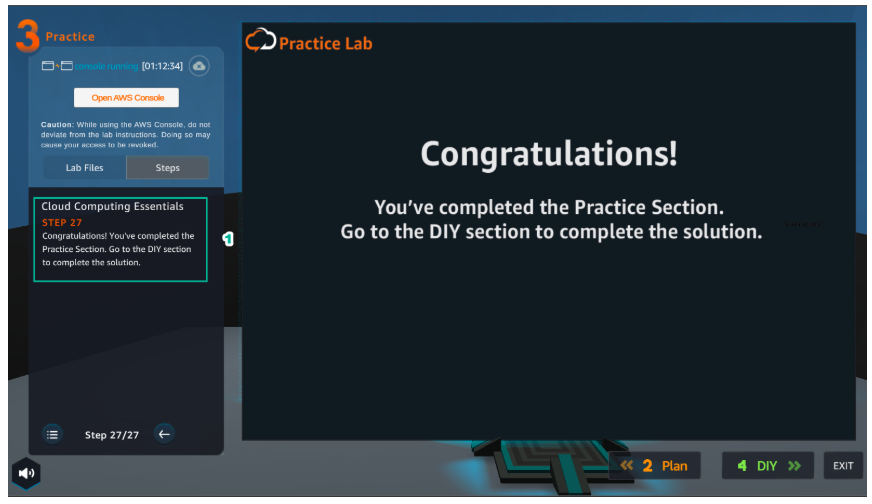 3 Practice
console running [01:12:34]
Open AWS Console
Caution: While using the AWS Console, do not
deviate from the lab instructions. Doing so may
cause your access to be revoked.
Lab Files Steps
Cloud Computing Essentials
STEP 27
Congratulations! You've completed the
Practice Section. Go to the DIY section
to complete the solution.
1
Step 27/27
Practice Lab
Congratulations!
You've completed the Practice Section.
Go to the DIY section to complete the solution.
2 Plan
4 DIY
EXIT